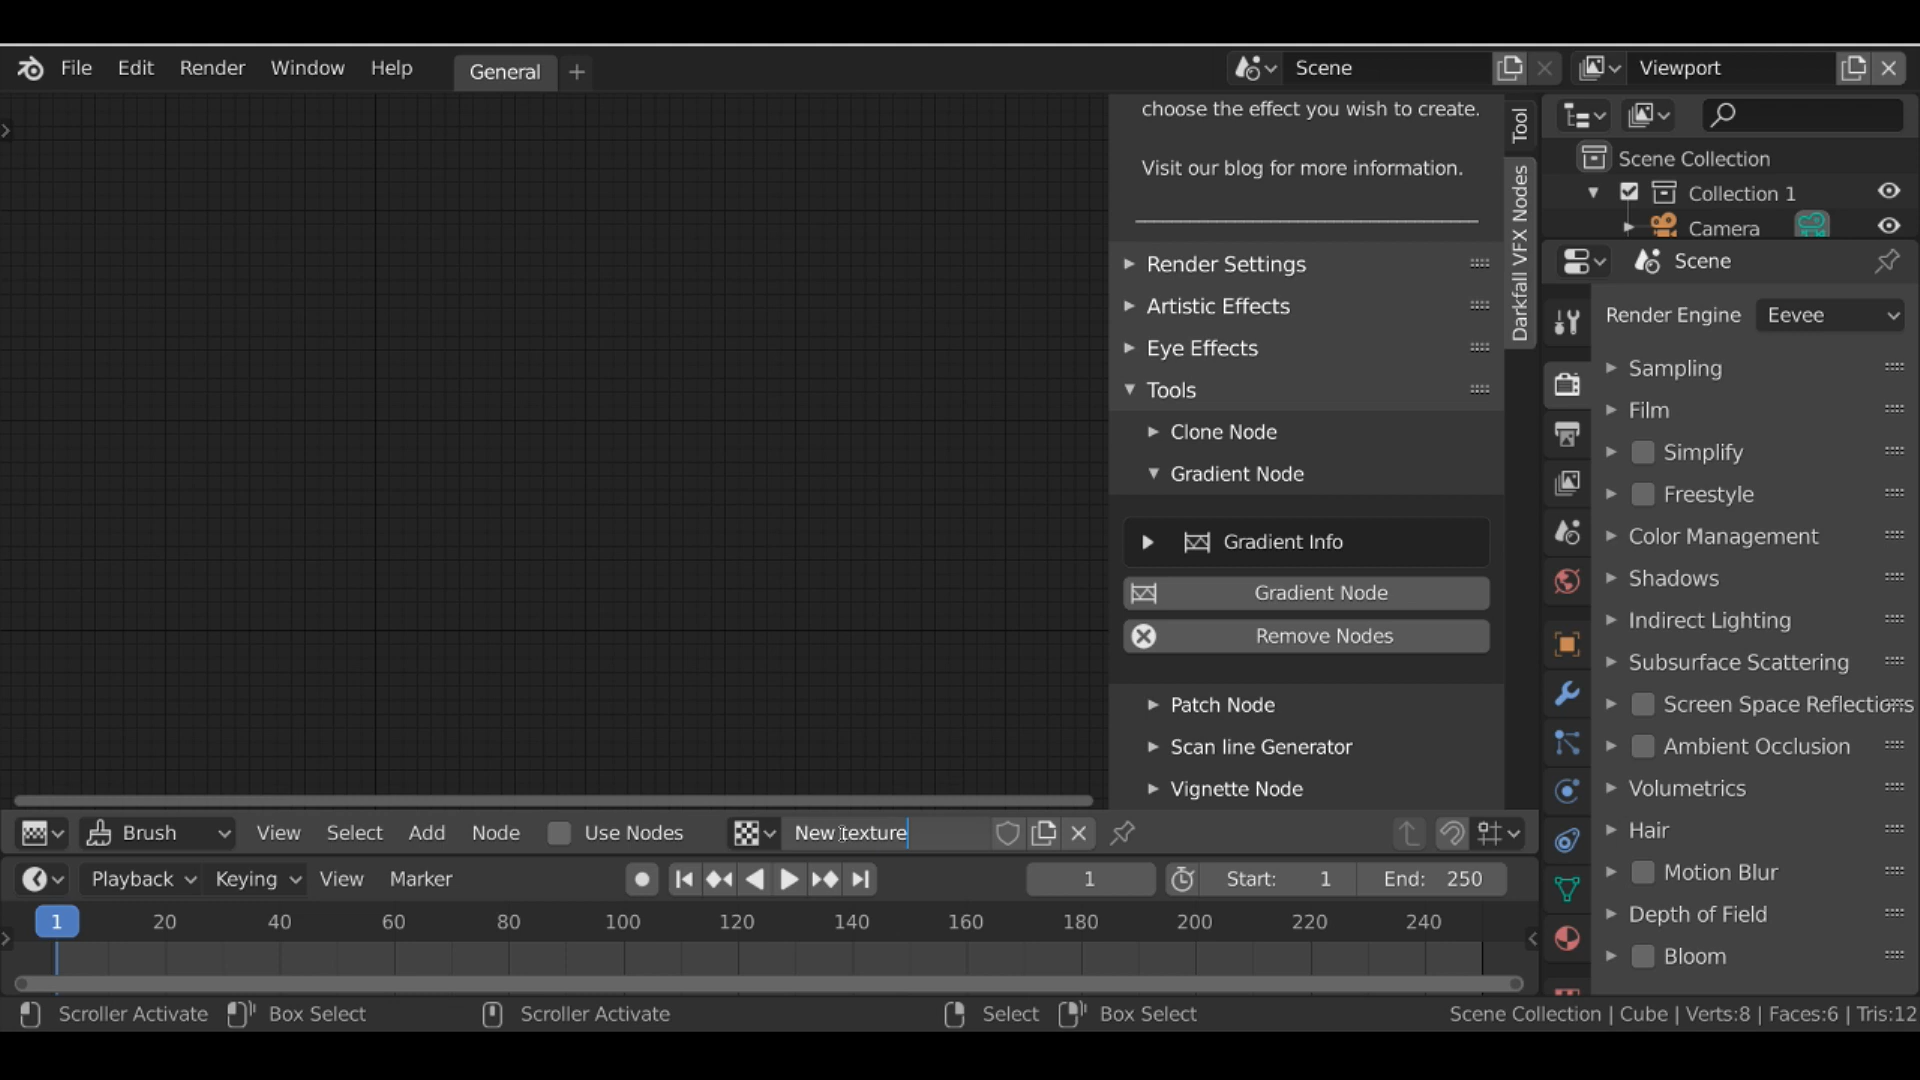 File Edit Render Window Help General + Scene Viewport
choose the effect you wish to create.
Visit our blog for more information.
Tool
Darkfall VFX Nodes
Render Settings
Artistic Effects
Eye Effects
Tools
Clone Node
Gradient Node
Gradient Info
Gradient Node
Remove Nodes
Patch Node
Scan line Generator
Vignette Node
Scene Collection
Collection 1
Camera
Scene
Render Engine Eevee
Sampling
Film
Simplify
Freestyle
Color Management
Shadows
Indirect Lighting
Subsurface Scattering
Screen Space Reflections
Ambient Occlusion
Volumetrics
Hair
Motion Blur
Depth of Field
Bloom
Brush View Select Add Node Use Nodes New texture
Playback Keying View Marker 1 Start: 1 End: 250
1 20 40 60 80 100 120 140 160 180 200 220 240
Scroller Activate Box Select Scroller Activate Select Box Select Scene Collection | Cube | Verts:8 | Faces:6 | Tris:12